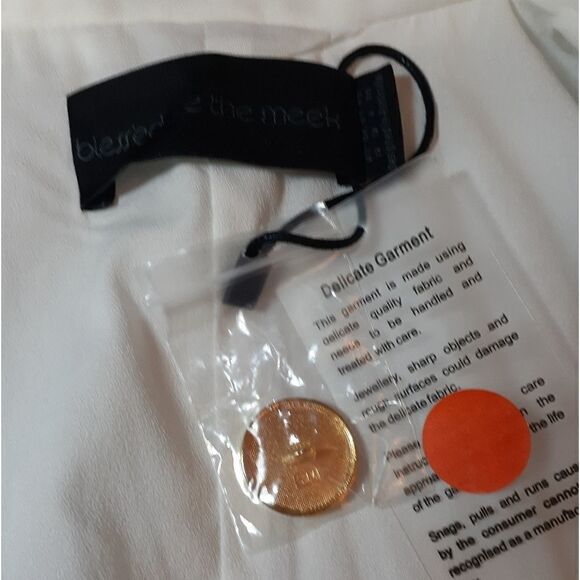 blessed the meek
Delicate Garment
This garment is made using
delicate quality fabric and
needs to be handled and
treated with care.
Jewellery, sharp objects and
rough surfaces could damage
the delicate fabric.
care
the
the life
of the
Snags, pulls and runs caus
by the consumer cannot
recognised as a manufac